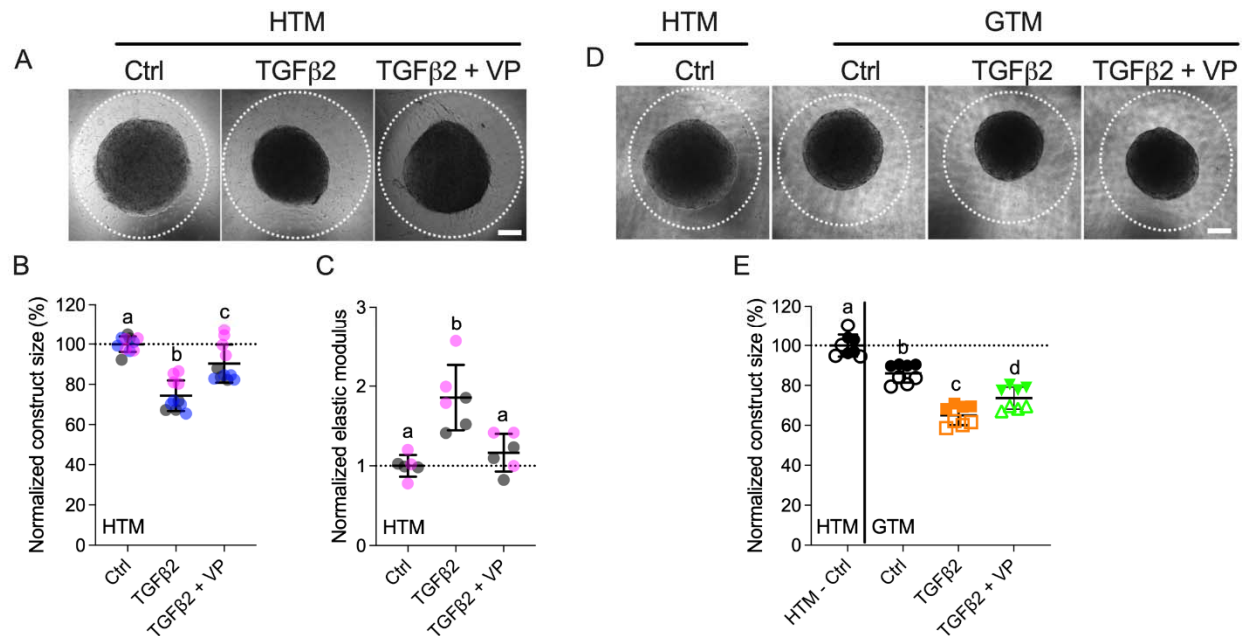 HTM
A
Ctrl
TGFβ2
TGFβ2 + VP
HTM
GTM
D
Ctrl
Ctrl
TGFβ2
TGFβ2 + VP
B
Normalized construct size (%)
120
100
80
60
40
20
0
a
b
c
HTM
Ctrl
TGFβ2
TGFβ2 + VP
C
Normalized elastic modulus
3
2
1
0
a
b
a
HTM
Ctrl
TGFβ2
TGFβ2 + VP
E
Normalized construct size (%)
120
100
80
60
40
20
0
a
b
c
d
HTM
GTM
HTM - Ctrl
Ctrl
TGFβ2
TGFβ2 + VP